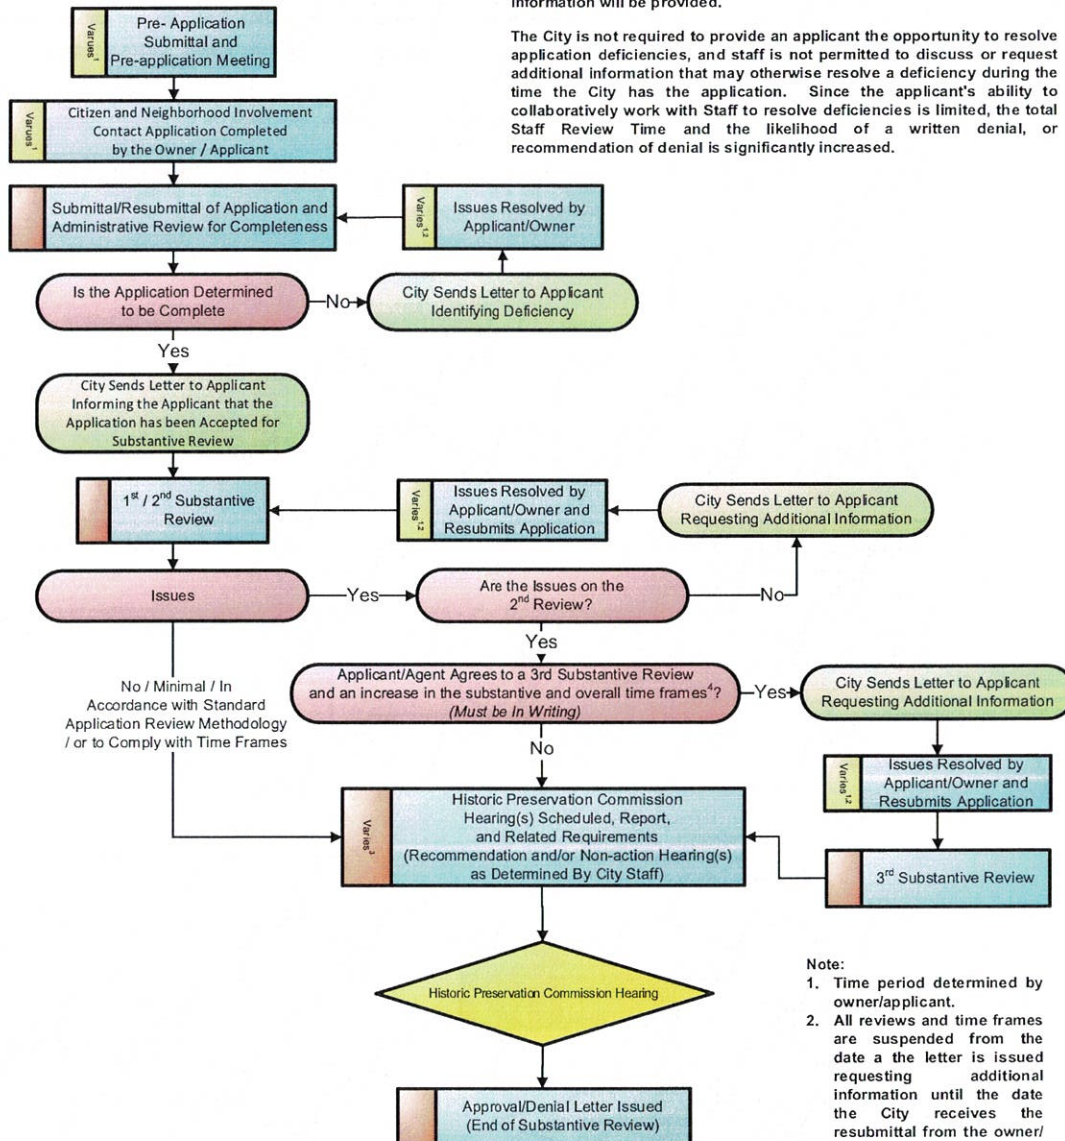 information will be provided.
The City is not required to provide an applicant the opportunity to resolve
application deficiencies, and staff is not permitted to discuss or request
additional information that may otherwise resolve a deficiency during the
time the City has the application. Since the applicant's ability to
collaboratively work with Staff to resolve deficiencies is limited, the total
Staff Review Time and the likelihood of a written denial, or
recommendation of denial is significantly increased.
Varues¹
Pre- Application
Submittal and
Pre-application Meeting
Varues¹
Citizen and Neighborhood Involvement
Contact Application Completed
by the Owner / Applicant
Submittal/Resubmittal of Application and
Administrative Review for Completeness
Varies¹,²
Issues Resolved by
Applicant/Owner
Is the Application Determined
to be Complete
No
City Sends Letter to Applicant
Identifying Deficiency
Yes
City Sends Letter to Applicant
Informing the Applicant that the
Application has been Accepted for
Substantive Review
1st / 2nd Substantive
Review
Varies¹,²
Issues Resolved by
Applicant/Owner and
Resubmits Application
City Sends Letter to Applicant
Requesting Additional Information
Issues
Yes
Are the Issues on the
2nd Review?
No
Yes
No / Minimal / In
Accordance with Standard
Application Review Methodology
/ or to Comply with Time Frames
Applicant/Agent Agrees to a 3rd Substantive Review
and an increase in the substantive and overall time frames⁴?
(Must be In Writing)
Yes
City Sends Letter to Applicant
Requesting Additional Information
No
Varies¹,²
Issues Resolved by
Applicant/Owner and
Resubmits Application
Varies³
Historic Preservation Commission
Hearing(s) Scheduled, Report,
and Related Requirements
(Recommendation and/or Non-action Hearing(s)
as Determined By City Staff)
3rd Substantive Review
Historic Preservation Commission Hearing
Approval/Denial Letter Issued
(End of Substantive Review)
Note:
1. Time period determined by
owner/applicant.
2. All reviews and time frames
are suspended from the
date a the letter is issued
requesting additional
information until the date
the City receives the
resubmittal from the owner/